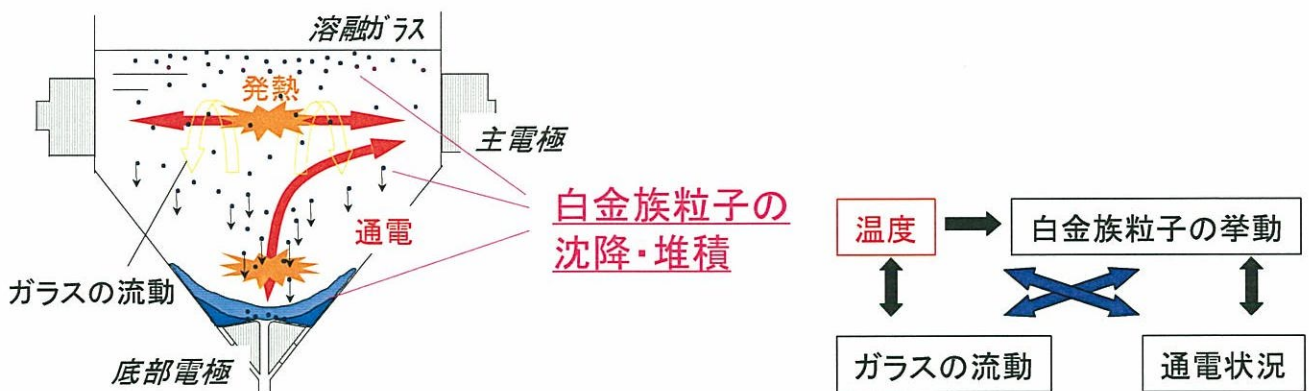 溶融ガラス
発熱
主電極
白金族粒子の
沈降・堆積
通電
ガラスの流動
底部電極
温度
白金族粒子の挙動
ガラスの流動
通電状況